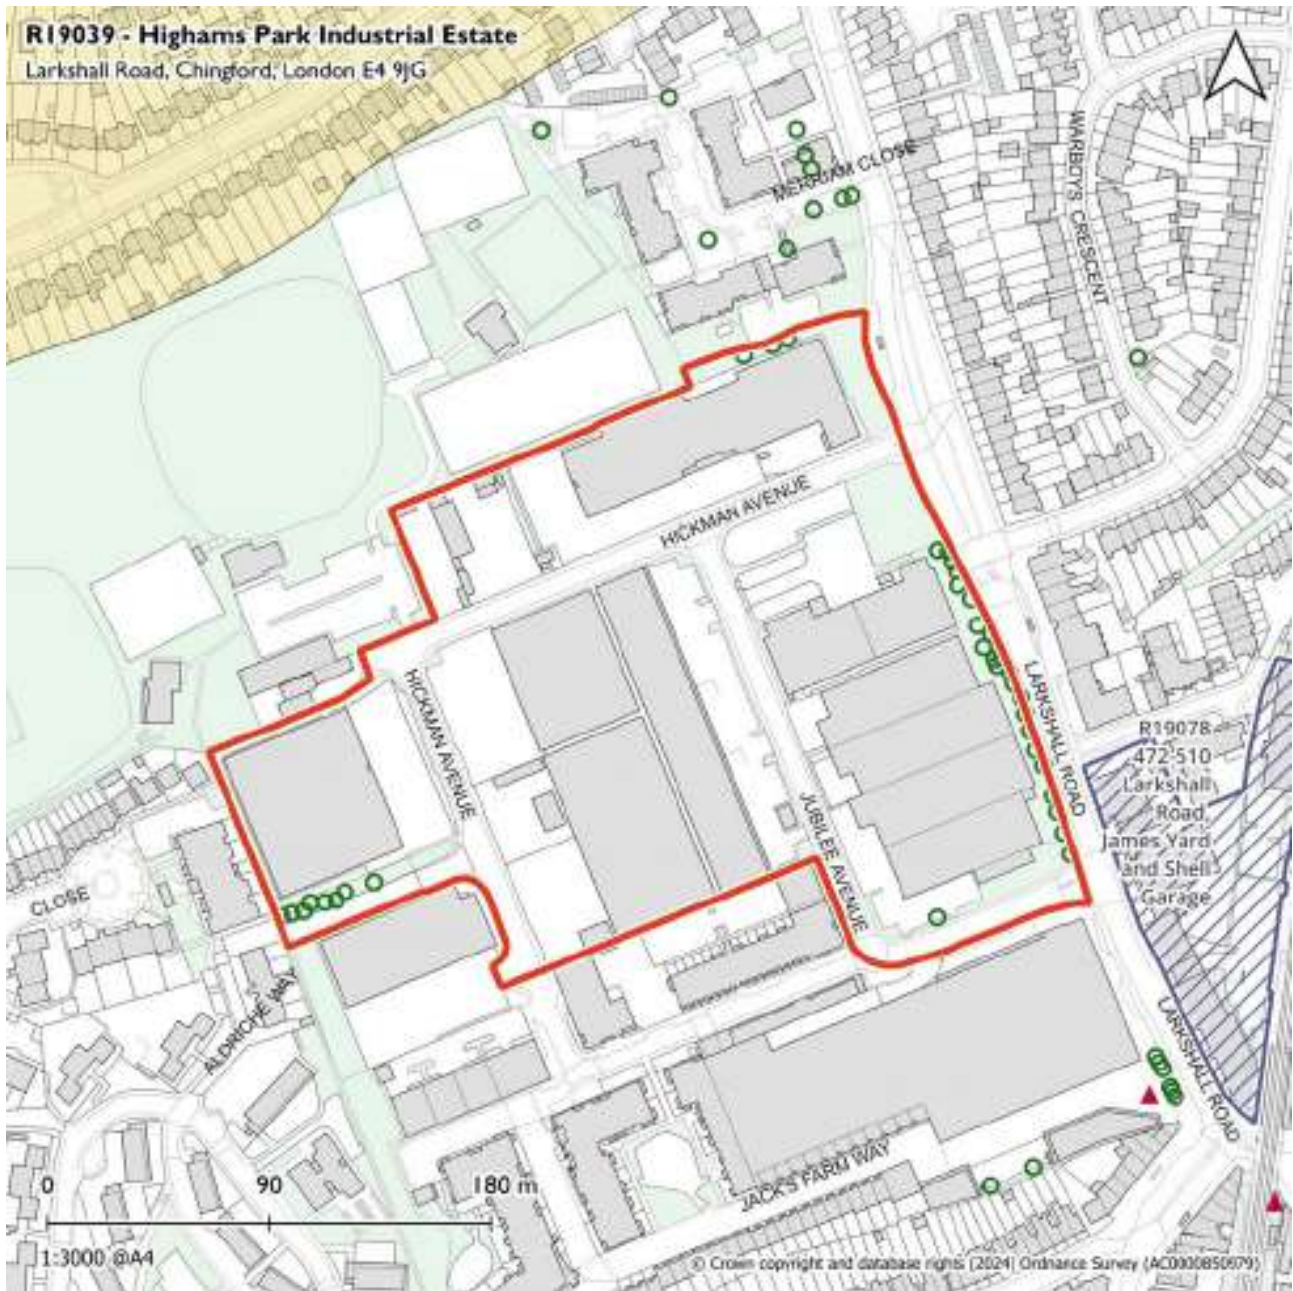 R19039 - Highams Park Industrial Estate
Larkshall Road, Chingford, London E4 9JG
WARBOYS CRESCENT
MERRIAM CLOSE
HICKMAN AVENUE
HICKMAN AVENUE
LARKSHALL ROAD
R19078
472-510
Larkshall
Road,
James Yard
and Shell
Garage
JUBILEE AVENUE
CLOSE
ALDRICHE WAY
LARKSHALL ROAD
JACK'S FARM WAY
0 90 180 m
1:3000 @A4
© Crown copyright and database rights [2024] Ordnance Survey (AC0000850979)